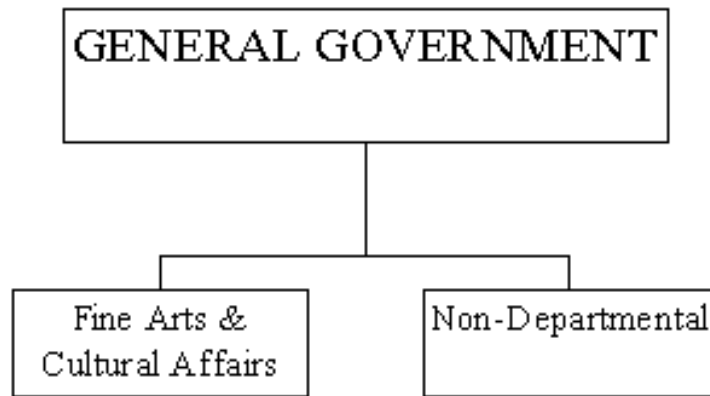 GENERAL GOVERNMENT
Fine Arts &
Cultural Affairs
Non-Departmental